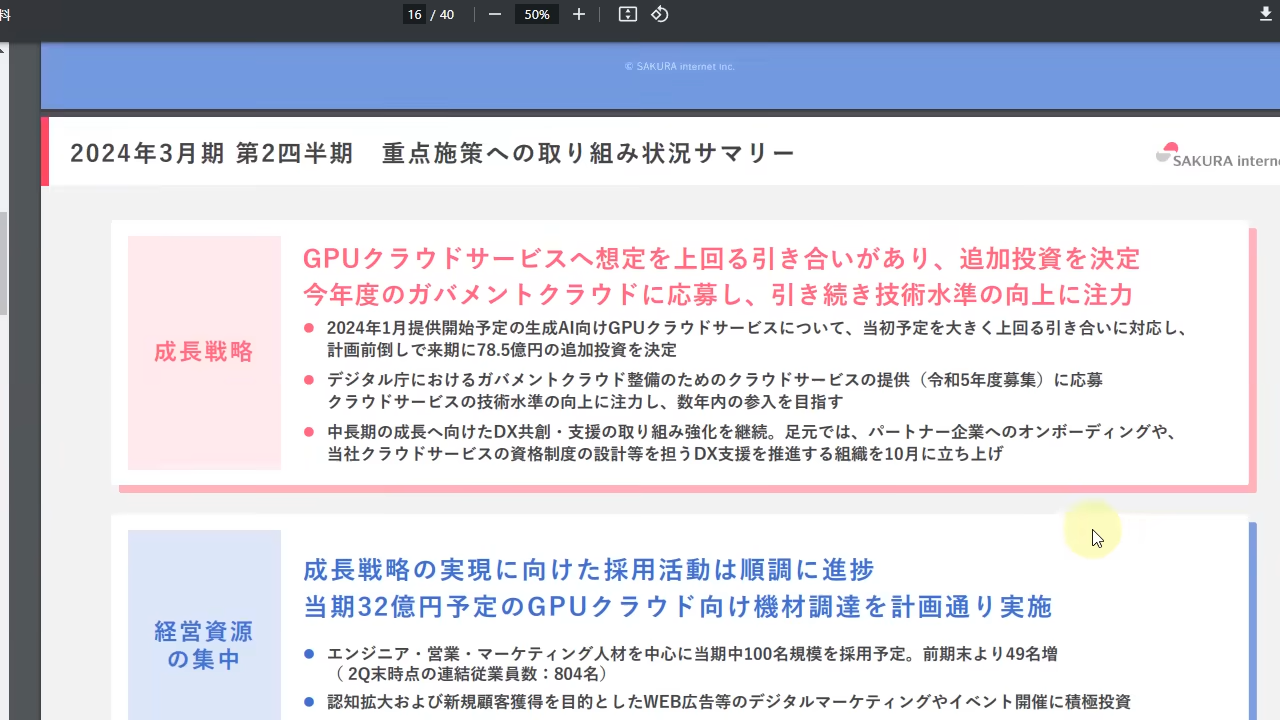 料
16 / 40
50%
© SAKURA internet Inc.
2024年3月期 第2四半期 重点施策への取り組み状況サマリー
SAKURA interne
成長戦略
GPUクラウドサービスへ想定を上回る引き合いがあり、追加投資を決定
今年度のガバメントクラウドに応募し、引き続き技術水準の向上に注力
2024年1月提供開始予定の生成AI向けGPUクラウドサービスについて、当初予定を大きく上回る引き合いに対応し、
計画前倒しで来期に78.5億円の追加投資を決定
デジタル庁におけるガバメントクラウド整備のためのクラウドサービスの提供（令和5年度募集）に応募
クラウドサービスの技術水準の向上に注力し、数年内の参入を目指す
中長期の成長へ向けたDX共創・支援の取り組み強化を継続。足元では、パートナー企業へのオンボーディングや、
当社クラウドサービスの資格制度の設計等を担うDX支援を推進する組織を10月に立ち上げ
経営資源
の集中
成長戦略の実現に向けた採用活動は順調に進捗
当期32億円予定のGPUクラウド向け機材調達を計画通り実施
エンジニア・営業・マーケティング人材を中心に当期中100名規模を採用予定。前期末より49名増
（ 2Q末時点の連結従業員数：804名）
認知拡大および新規顧客獲得を目的としたWEB広告等のデジタルマーケティングやイベント開催に積極投資